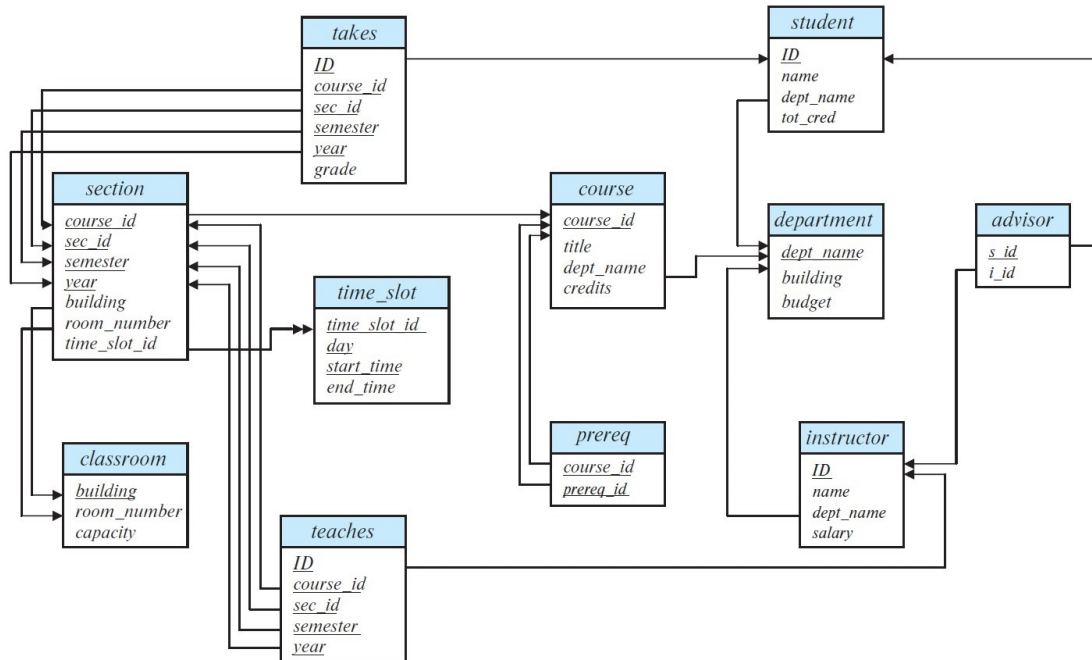 takes
ID
course_id
sec_id
semester
year
grade
student
ID
name
dept_name
tot_cred
section
course_id
sec_id
semester
year
building
room_number
time_slot_id
course
course_id
title
dept_name
credits
department
dept_name
building
budget
advisor
s_id
i_id
time_slot
time_slot_id
day
start_time
end_time
prereq
course_id
prereq_id
instructor
ID
name
dept_name
salary
classroom
building
room_number
capacity
teaches
ID
course_id
sec_id
semester
year